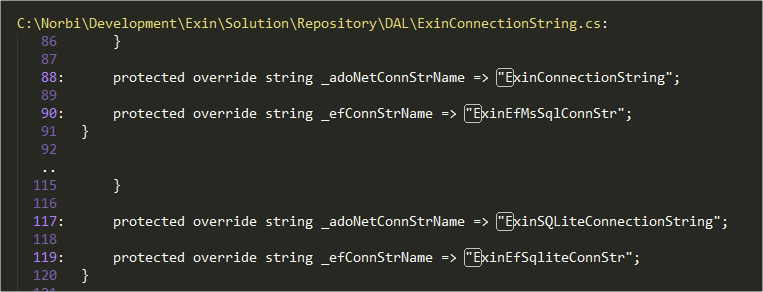 C:\Norbi\Development\Exin\Solution\Repository\DAL\ExinConnectionString.cs:
86 }
87
88: protected override string _adoNetConnStrName => "ExinConnectionString";
89
90: protected override string _efConnStrName => "ExinEfMsSqlConnStr";
91 }
92
..
115 }
116
117: protected override string _adoNetConnStrName => "ExinSQLiteConnectionString";
118
119: protected override string _efConnStrName => "ExinEfSqliteConnStr";
120 }